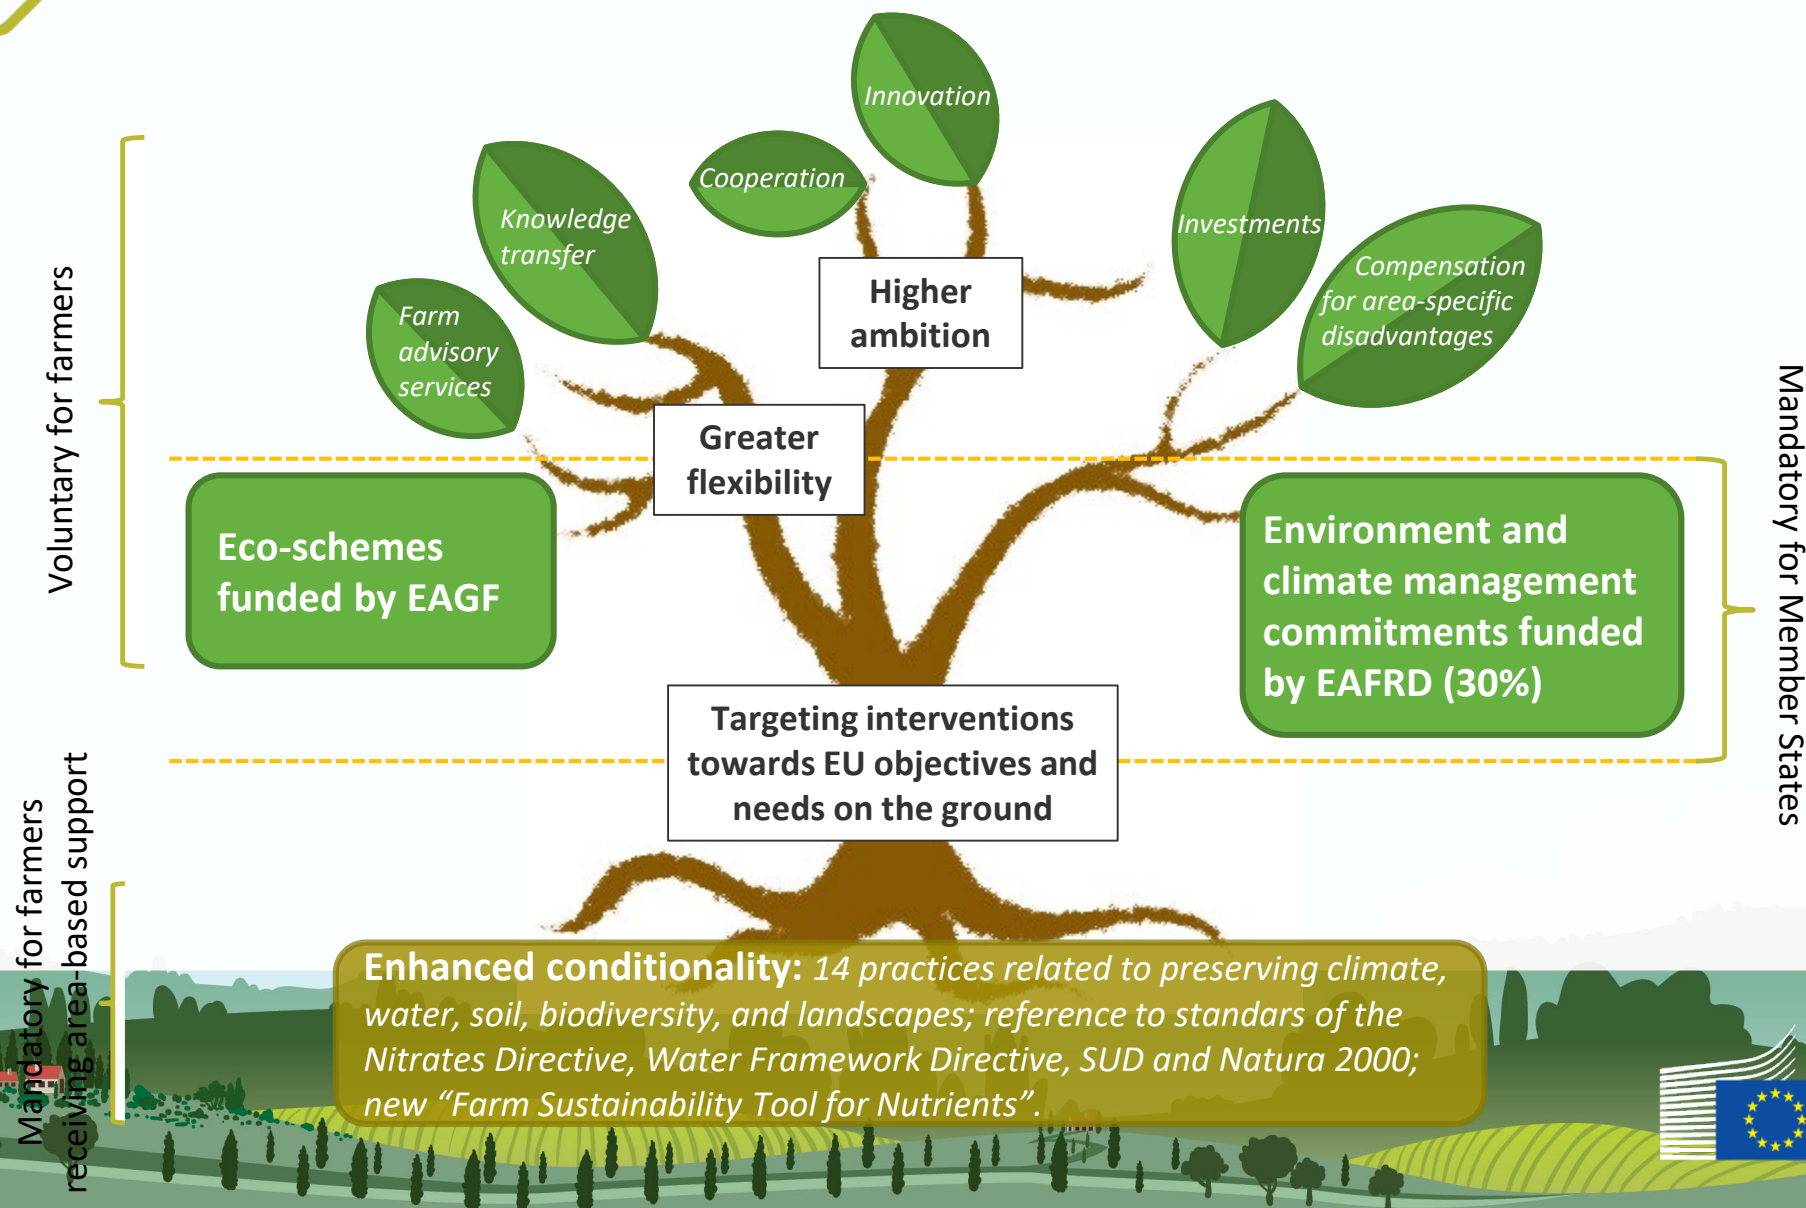 Innovation
Cooperation
Knowledge
transfer
Investments
Farm
advisory
services
Compensation
for area-specific
disadvantages
Higher
ambition
Greater
flexibility
Voluntary for farmers
Eco-schemes
funded by EAGF
Environment and
climate management
commitments funded
by EAFRD (30%)
Mandatory for Member States
Targeting interventions
towards EU objectives and
needs on the ground
Mandatory for farmers
receiving area-based support
Enhanced conditionality: 14 practices related to preserving climate,
water, soil, biodiversity, and landscapes; reference to standars of the
Nitrates Directive, Water Framework Directive, SUD and Natura 2000;
new “Farm Sustainability Tool for Nutrients”.